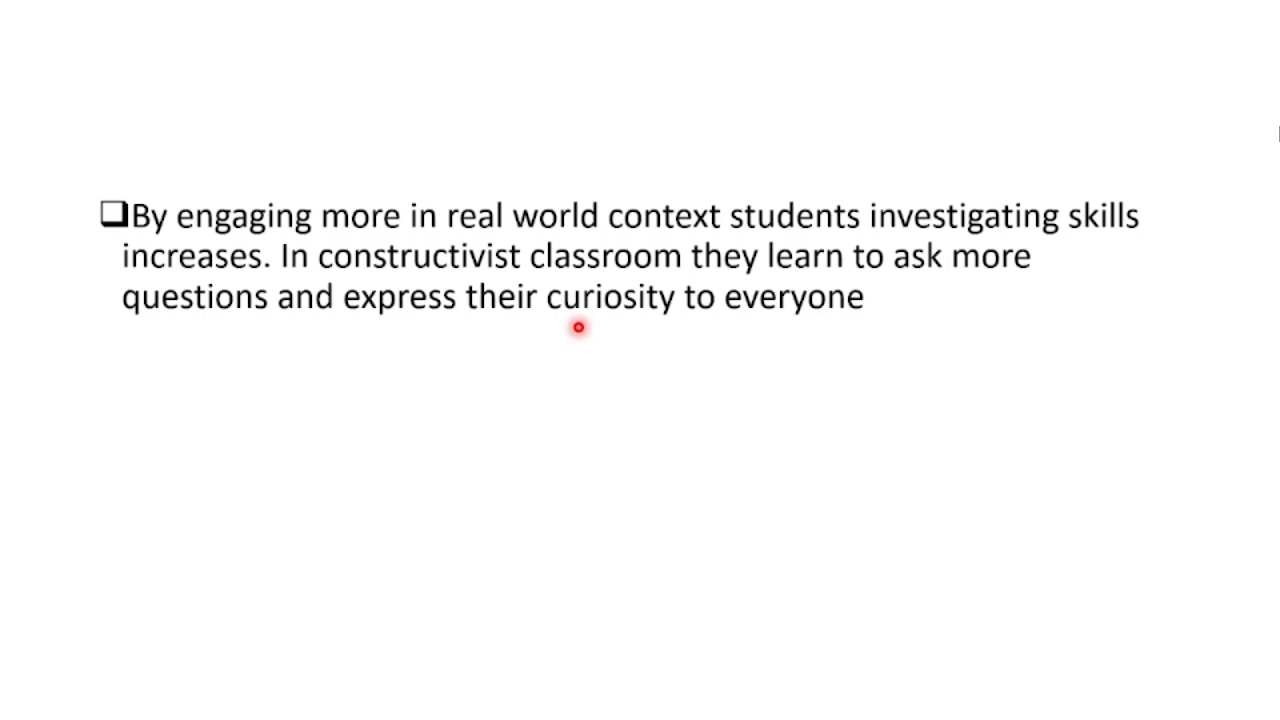 ❑By engaging more in real world context students investigating skills
increases. In constructivist classroom they learn to ask more
questions and express their curiosity to everyone